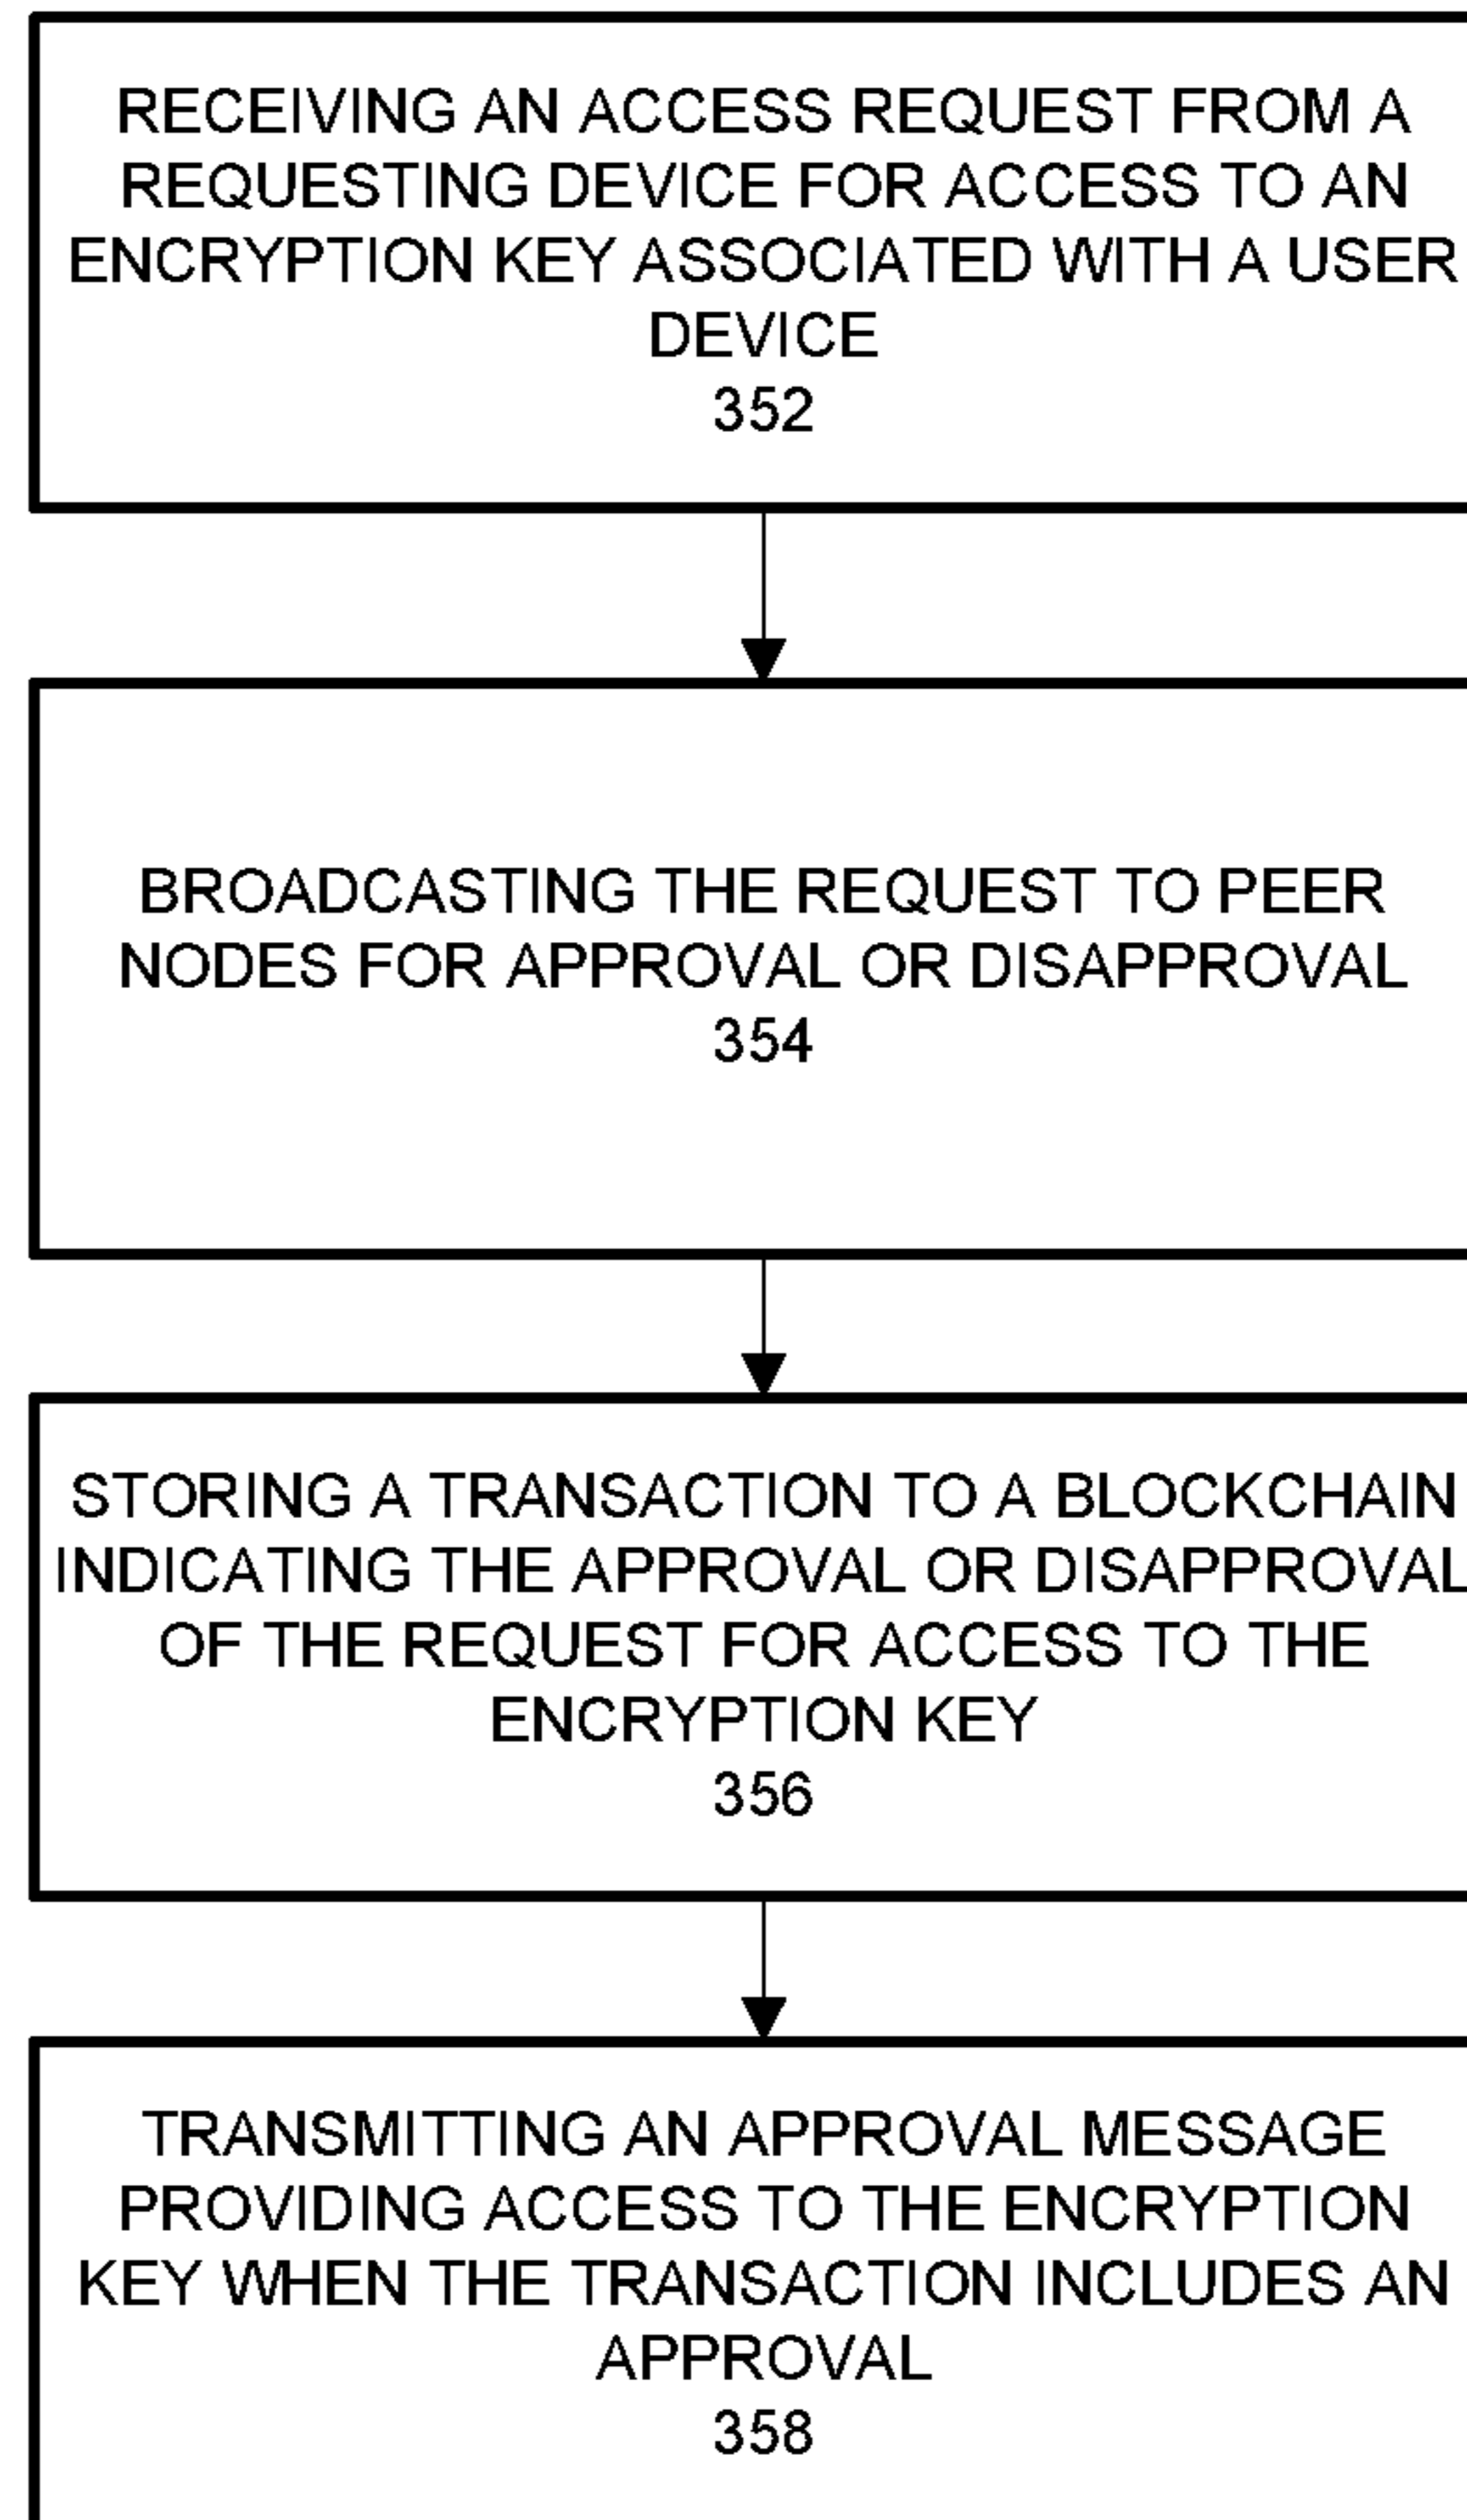 RECEIVING AN ACCESS REQUEST FROM A
REQUESTING DEVICE FOR ACCESS TO AN
ENCRYPTION KEY ASSOCIATED WITH A USER
DEVICE
352
BROADCASTING THE REQUEST TO PEER
NODES FOR APPROVAL OR DISAPPROVAL
354
STORING A TRANSACTION TO A BLOCKCHAIN
INDICATING THE APPROVAL OR DISAPPROVAL
OF THE REQUEST FOR ACCESS TO THE
ENCRYPTION KEY
356
TRANSMITTING AN APPROVAL MESSAGE
PROVIDING ACCESS TO THE ENCRYPTION
KEY WHEN THE TRANSACTION INCLUDES AN
APPROVAL
358